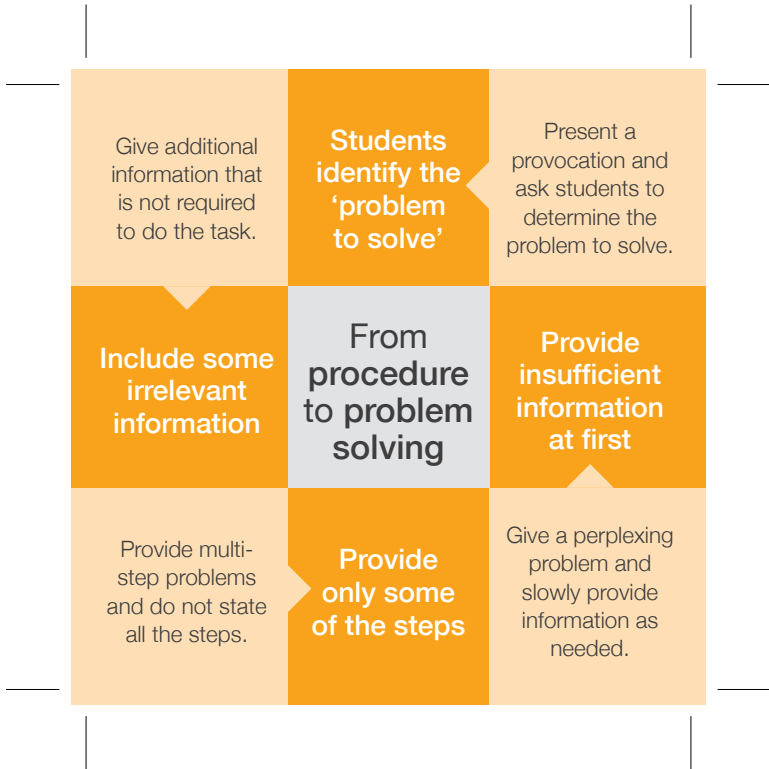 Give additional
information that
is not required
to do the task.
Students
identify the
‘problem
to solve’
Present a
provocation and
ask students to
determine the
problem to solve.
Include some
irrelevant
information
From
procedure
to problem
solving
Provide
insufficient
information
at first
Provide multi-
step problems
and do not state
all the steps.
Provide
only some
of the steps
Give a perplexing
problem and
slowly provide
information as
needed.